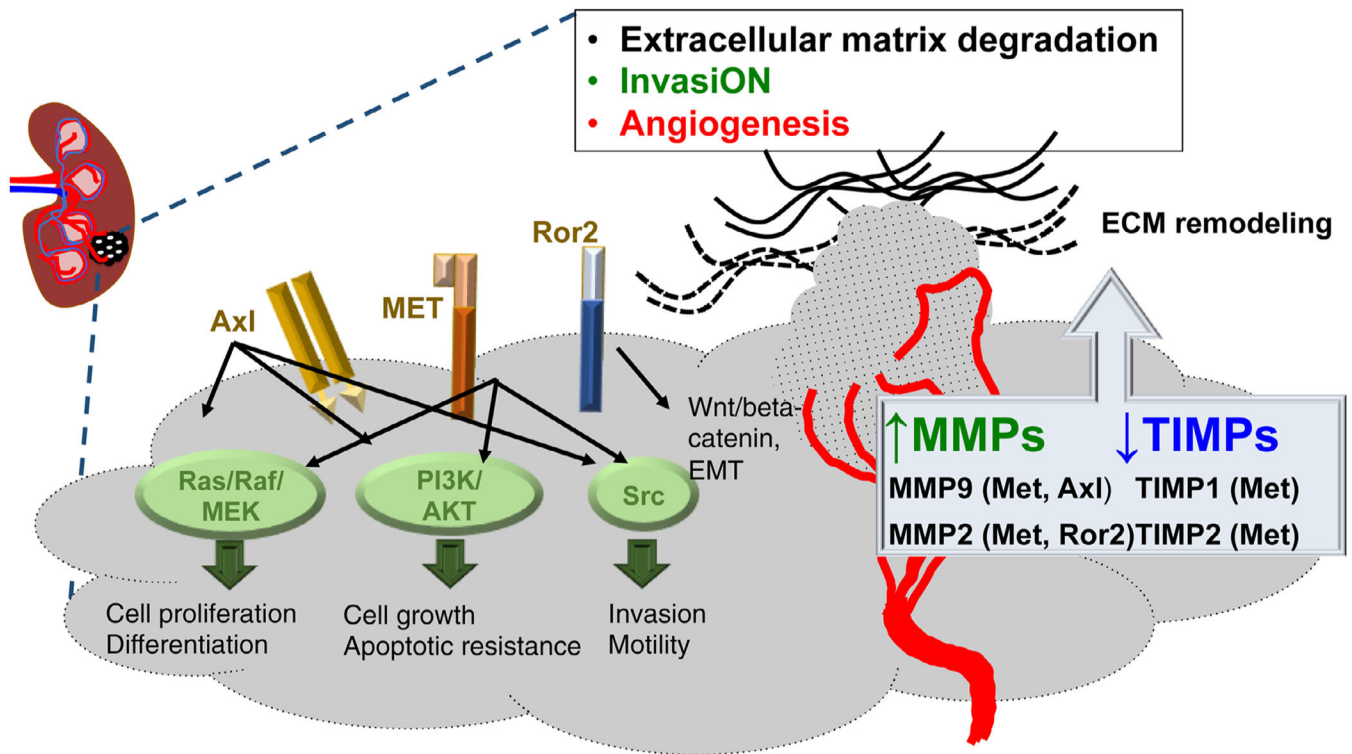 • Extracellular matrix degradation
• InvasiON
• Angiogenesis
ECM remodeling
Ror2
MET
Axl
Wnt/beta-
catenin,
EMT
Ras/Raf/
MEK
PI3K/
AKT
Src
Cell proliferation
Differentiation
Cell growth
Apoptotic resistance
Invasion
Motility
↑MMPs ↓TIMPs
MMP9 (Met, Axl) TIMP1 (Met)
MMP2 (Met, Ror2) TIMP2 (Met)